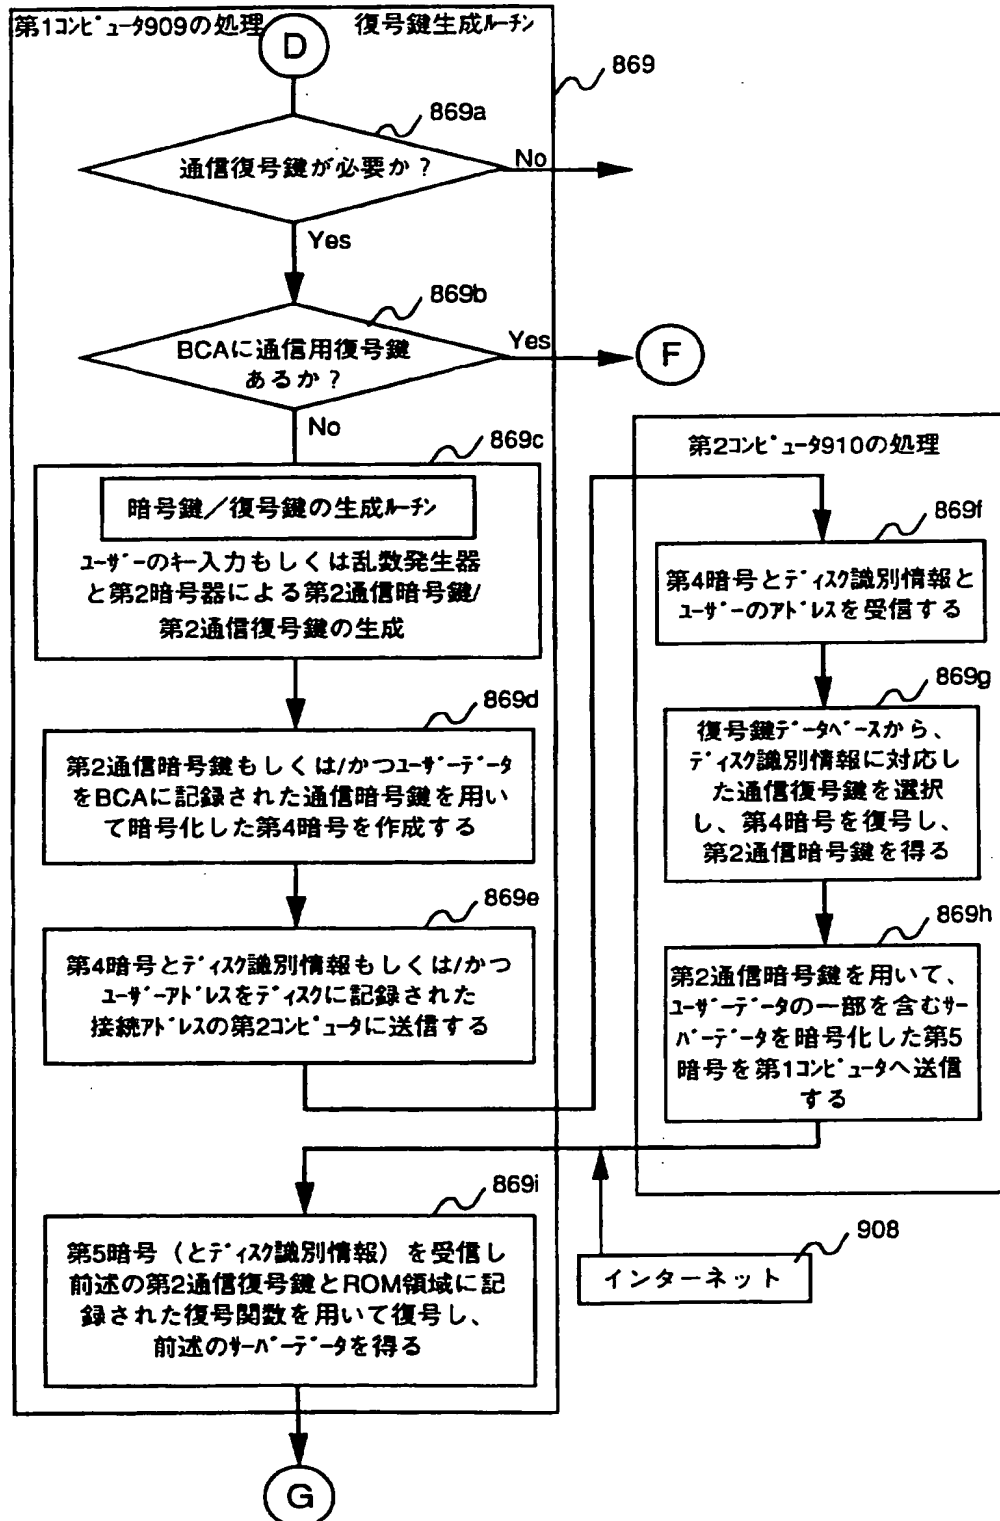 第1ｺﾝﾋﾟｭｰﾀ909の処理
復号鍵生成ﾙｰﾁﾝ
D
869
869a
通信復号鍵が必要か？
No
Yes
869b
BCAに通信用復号鍵
あるか？
Yes
F
No
869c
暗号鍵／復号鍵の生成ﾙｰﾁﾝ
ﾕｰｻﾞｰのｷｰ入力もしくは乱数発生器
と第2暗号器による第2通信暗号鍵/
第2通信復号鍵の生成
869d
第2通信暗号鍵もしくは/かつﾕｰｻﾞｰﾃﾞｰﾀ
をBCAに記録された通信暗号鍵を用い
て暗号化した第4暗号を作成する
869e
第4暗号とﾃﾞｨｽｸ識別情報もしくは/かつ
ﾕｰｻﾞｰｱﾄﾞﾚｽをﾃﾞｨｽｸに記録された
接続ｱﾄﾞﾚｽの第2ｺﾝﾋﾟｭｰﾀに送信する
第2ｺﾝﾋﾟｭｰﾀ910の処理
869f
第4暗号とﾃﾞｨｽｸ識別情報と
ﾕｰｻﾞｰのｱﾄﾞﾚｽを受信する
869g
復号鍵ﾃﾞｰﾀﾍﾞｰｽから、
ﾃﾞｨｽｸ識別情報に対応し
た通信復号鍵を選択
し、第4暗号を復号し、
第2通信暗号鍵を得る
869h
第2通信暗号鍵を用いて、
ﾕｰｻﾞｰﾃﾞｰﾀの一部を含むｻｰ
ﾊﾞｰﾃﾞｰﾀを暗号化した第5
暗号を第1ｺﾝﾋﾟｭｰﾀへ送信
する
869i
第5暗号（とﾃﾞｨｽｸ識別情報）を受信し
前述の第2通信復号鍵とROM領域に記
録された復号関数を用いて復号し、
前述のｻｰﾊﾞｰﾃﾞｰﾀを得る
908
インターネット
G